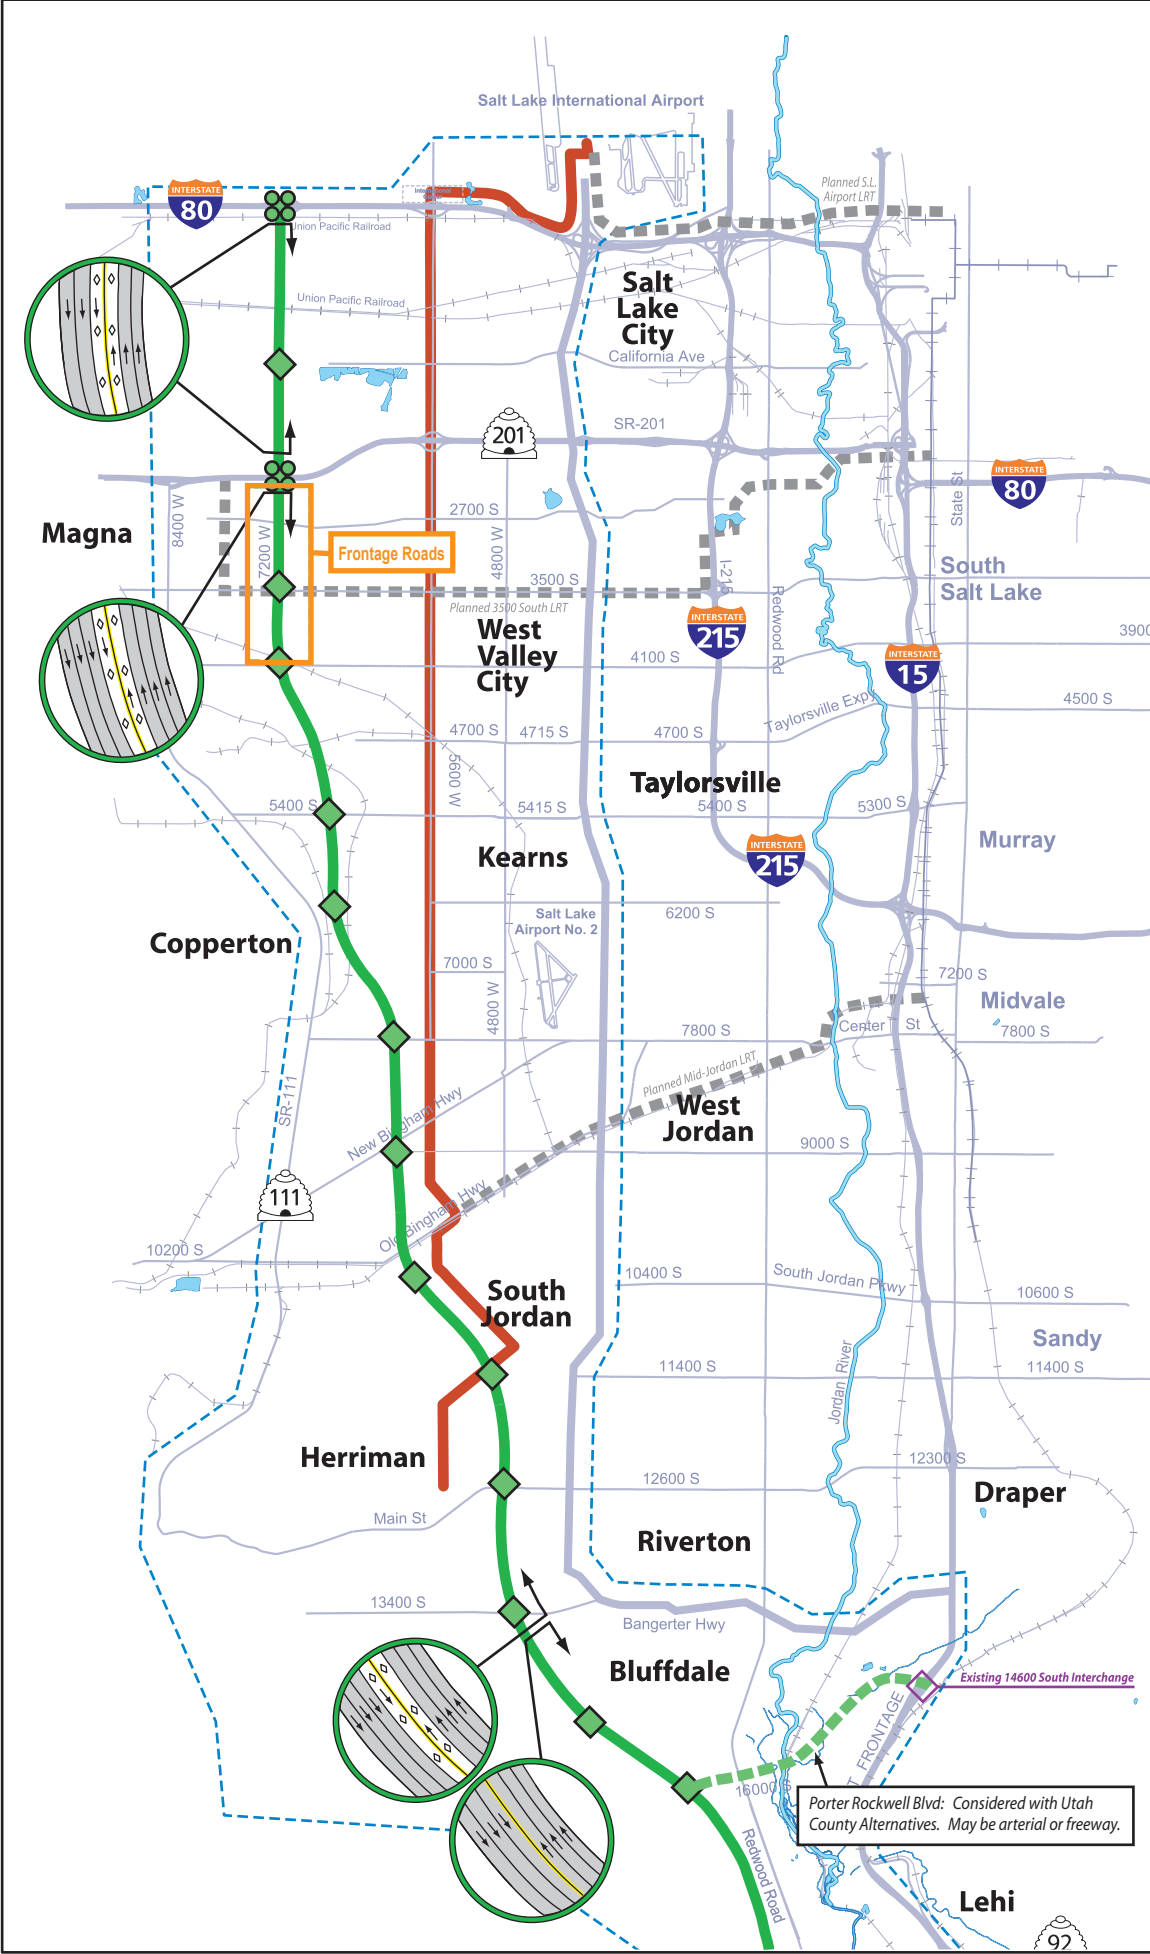 Salt Lake International Airport
Planned S.L.
Airport LRT
INTERSTATE
80
International
Union Pacific Railroad
Union Pacific Railroad
Salt
Lake
City
California Ave
SR-201
201
INTERSTATE
80
State St
Magna
8400 W
7200 W
2700 S
4800 W
Frontage Roads
3500 S
Planned 3500 South LRT
I-215
Redwood Rd
South
Salt Lake
INTERSTATE
215
INTERSTATE
15
West
Valley
City
3900
4100 S
4500 S
Taylorsville Expy
4700 S
4715 S
4700 S
5600 W
Taylorsville
5400 S
5415 S
5400 S
5300 S
INTERSTATE
215
Murray
Kearns
Salt Lake
Airport No. 2
6200 S
Copperton
7000 S
4800 W
7200 S
Midvale
7800 S
Center
St
7800 S
Planned Mid-Jordan LRT
SR-111
New Bingham Hwy
West
Jordan
9000 S
111
Old Bingham Hwy
10200 S
10400 S
South Jordan Pkwy
10600 S
South
Jordan
Sandy
11400 S
11400 S
Jordan River
Herriman
12300 S
12600 S
Draper
Main St
Riverton
13400 S
Bangerter Hwy
Bluffdale
Existing 14600 South Interchange
T FRONTAGE
16000 S
Porter Rockwell Blvd: Considered with Utah
County Alternatives. May be arterial or freeway.
Redwood Road
Lehi
92